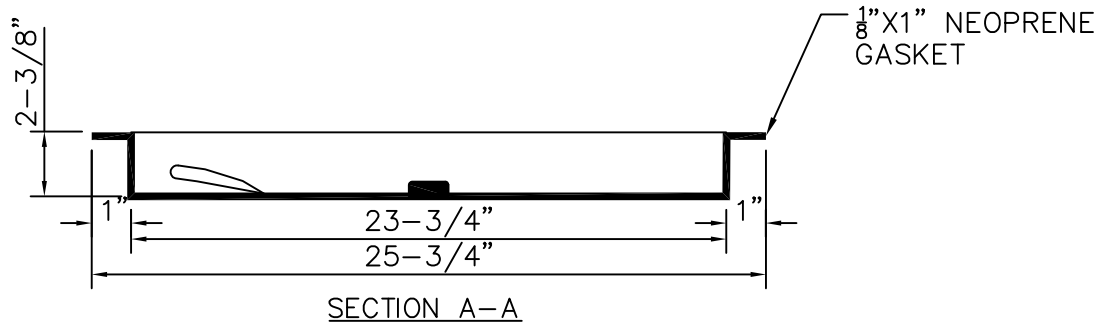 ⅛”X1” NEOPRENE
GASKET
2-3/8”
1”
23-3/4”
1”
25-3/4”
SECTION A-A